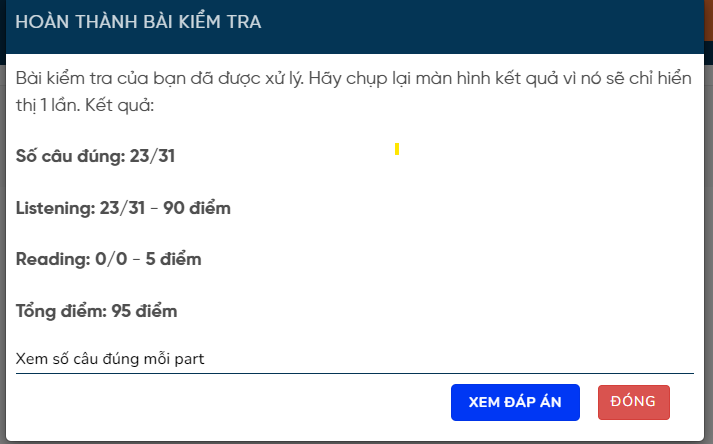 HOÀN THÀNH BÀI KIỂM TRA
Bài kiểm tra của bạn đã được xử lý. Hãy chụp lại màn hình kết quả vì nó sẽ chỉ hiển
thị 1 lần. Kết quả:
Số câu đúng: 23/31
Listening: 23/31 - 90 điểm
Reading: 0/0 - 5 điểm
Tổng điểm: 95 điểm
Xem số câu đúng mỗi part
XEM ĐÁP ÁN
ĐÓNG